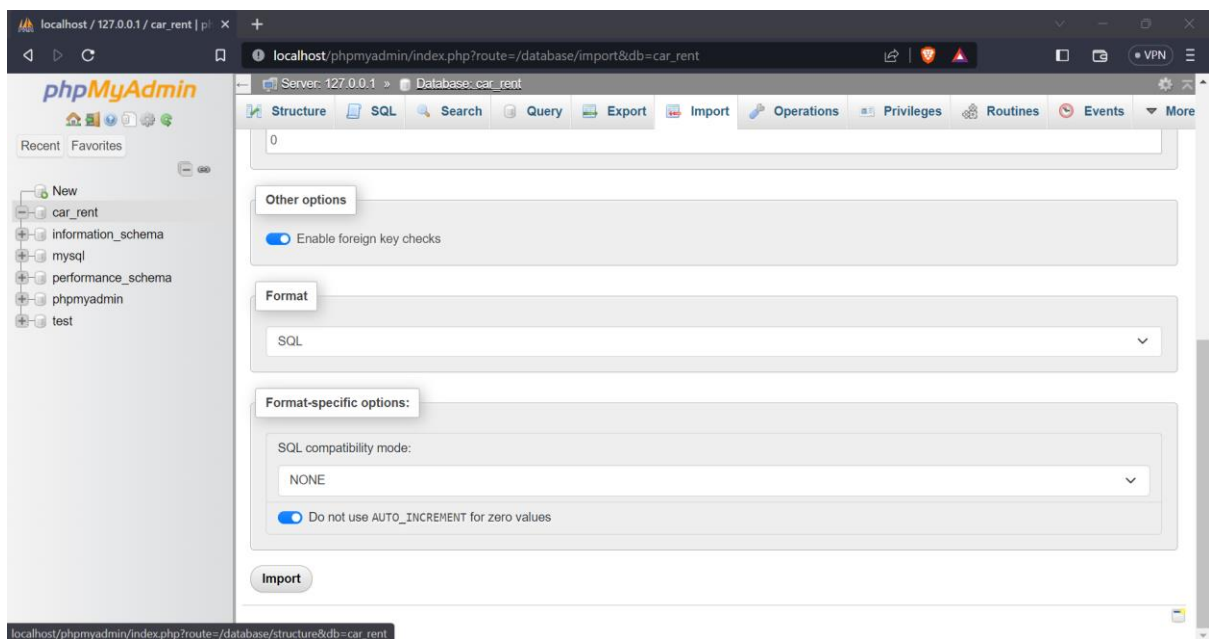 localhost / 127.0.0.1 / car_rent | ph
localhost/phpmyadmin/index.php?route=/database/import&db=car_rent
VPN
phpMyAdmin
Recent Favorites
New
car_rent
information_schema
mysql
performance_schema
phpmyadmin
test
Server: 127.0.0.1 » Database: car_rent
Structure SQL Search Query Export Import Operations Privileges Routines Events More
0
Other options
Enable foreign key checks
Format
SQL
Format-specific options:
SQL compatibility mode:
NONE
Do not use AUTO_INCREMENT for zero values
Import
localhost/phpmyadmin/index.php?route=/database/structure&db=car_rent